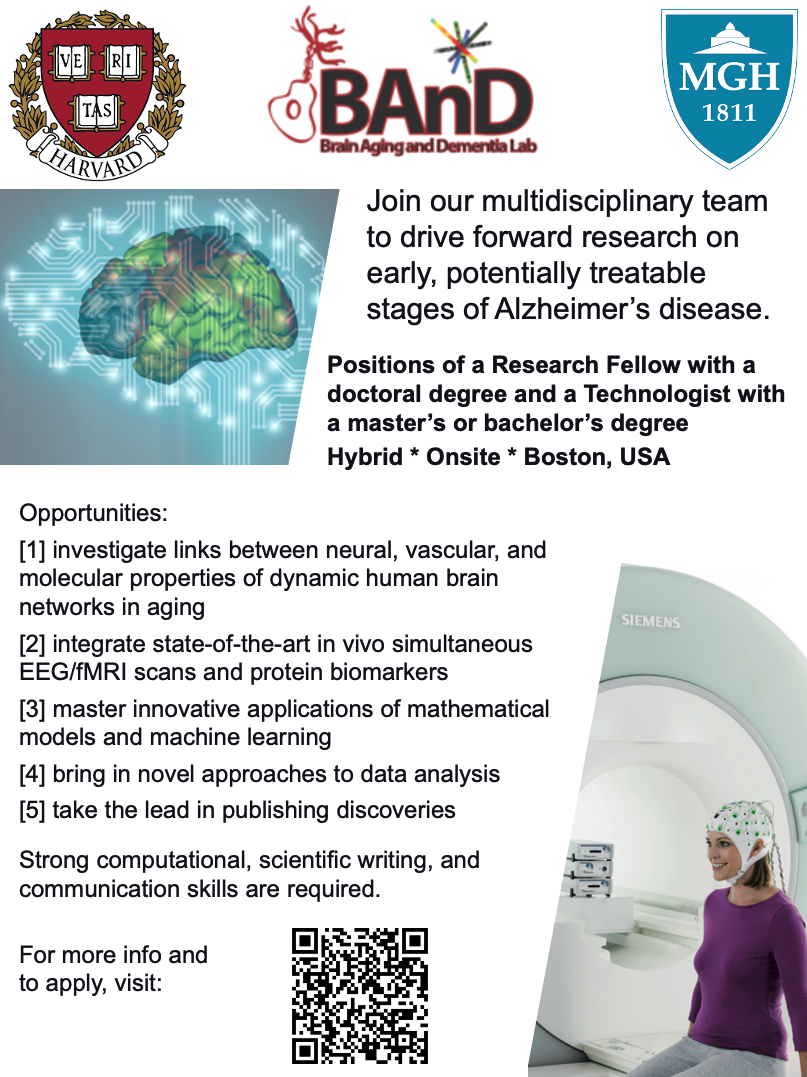 VE RI
TAS
HARVARD
BAnD
Brain Aging and Dementia Lab
MGH
1811
Join our multidisciplinary team
to drive forward research on
early, potentially treatable
stages of Alzheimer's disease.
Positions of a Research Fellow with a
doctoral degree and a Technologist with
a master's or bachelor's degree
Hybrid * Onsite * Boston, USA
Opportunities:
[1] investigate links between neural, vascular, and
molecular properties of dynamic human brain
networks in aging
[2] integrate state-of-the-art in vivo simultaneous
EEG/fMRI scans and protein biomarkers
[3] master innovative applications of mathematical
models and machine learning
[4] bring in novel approaches to data analysis
[5] take the lead in publishing discoveries
Strong computational, scientific writing, and
communication skills are required.
SIEMENS
For more info and
to apply, visit: